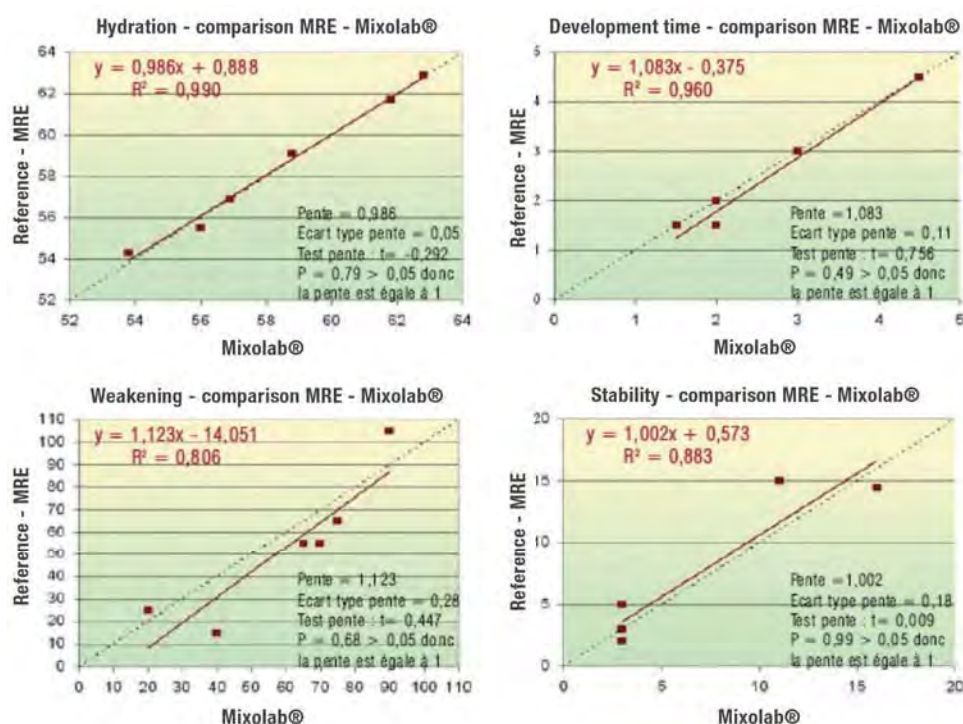 Hydration - comparison MRE - Mixolab®
y = 0,986x + 0,888
R² = 0,990
Reference - MRE
64
62
60
58
56
54
52
Pente = 0,986
Ecart type pente = 0,05
Test pente : t= -0,292
P = 0,79 > 0,05 donc
la pente est égale à 1
52 54 56 58 60 62 64
Mixolab®
Development time - comparison MRE - Mixolab®
y = 1,083x - 0,375
R² = 0,960
Reference - MRE
5
4
3
2
1
0
Pente = 1,083
Ecart type pente = 0,11
Test pente : t= 0,756
P = 0,49 > 0,05 donc
la pente est égale à 1
0 1 2 3 4 5
Mixolab®
Weakening - comparison MRE - Mixolab®
y = 1,123x - 14,051
R² = 0,806
Reference - MRE
110
100
90
80
70
60
50
40
30
20
10
0
Pente = 1,123
Ecart type pente = 0,28
Test pente : t= 0,447
P = 0,68 > 0,05 donc
la pente est égale à 1
0 10 20 30 40 50 60 70 80 90 100 110
Mixolab®
Stability - comparison MRE - Mixolab®
y = 1,002x + 0,573
R² = 0,883
Reference - MRE
20
15
10
5
0
Pente = 1,002
Ecart type pente = 0,18
Test pente : t= 0,009
P = 0,99 > 0,05 donc
la pente est égale à 1
0 5 10 15 20
Mixolab®